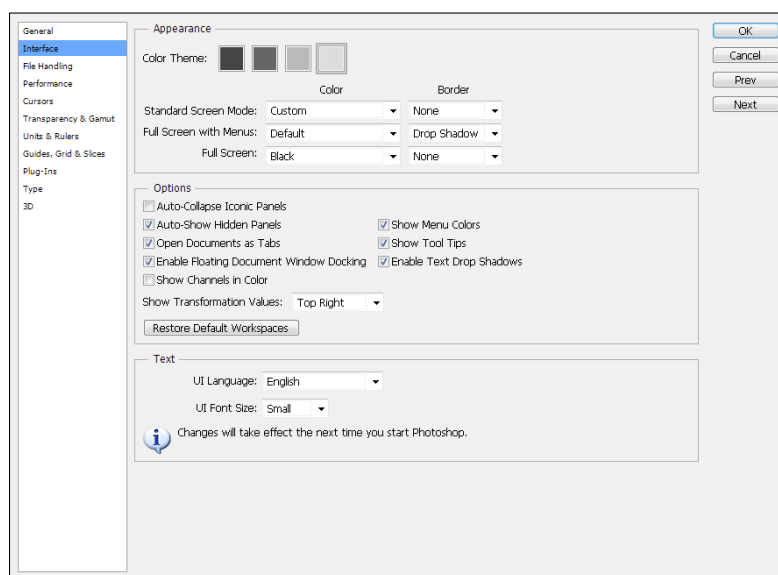 General
Interface
File Handling
Performance
Cursors
Transparency & Gamut
Units & Rulers
Guides, Grid & Slices
Plug-Ins
Type
3D
Appearance
Color Theme:
Color Border
Standard Screen Mode: Custom None
Full Screen with Menus: Default Drop Shadow
Full Screen: Black None
Options
Auto-Collapse Iconic Panels
Auto-Show Hidden Panels Show Menu Colors
Open Documents as Tabs Show Tool Tips
Enable Floating Document Window Docking Enable Text Drop Shadows
Show Channels in Color
Show Transformation Values: Top Right
Restore Default Workspaces
Text
UI Language: English
UI Font Size: Small
Changes will take effect the next time you start Photoshop.
OK
Cancel
Prev
Next